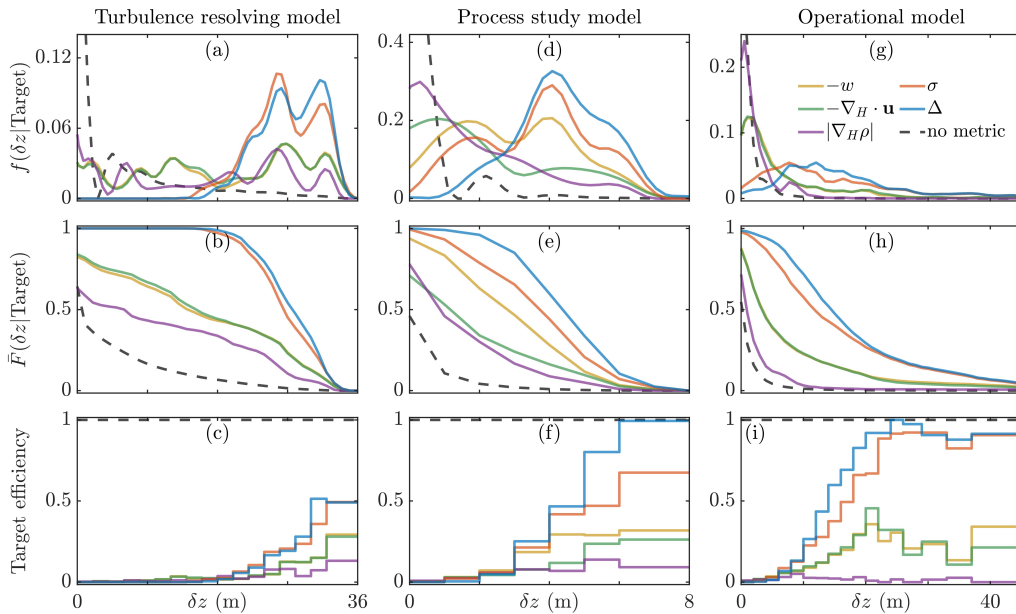 Turbulence resolving model
Process study model
Operational model
f(δz|Target)
0.12
0.06
0
(a)
0.4
0.2
0
(d)
0.2
0.1
0
(g)
−w
σ
−∇_H · u
Δ
|∇_Hρ|
no metric
F̄(δz|Target)
1
0.5
0
(b)
1
0.5
0
(e)
1
0.5
0
(h)
Target efficiency
1
0.5
0
(c)
1
0.5
0
(f)
1
0.5
0
(i)
0
δz (m)
36
0
δz (m)
8
0
δz (m)
40